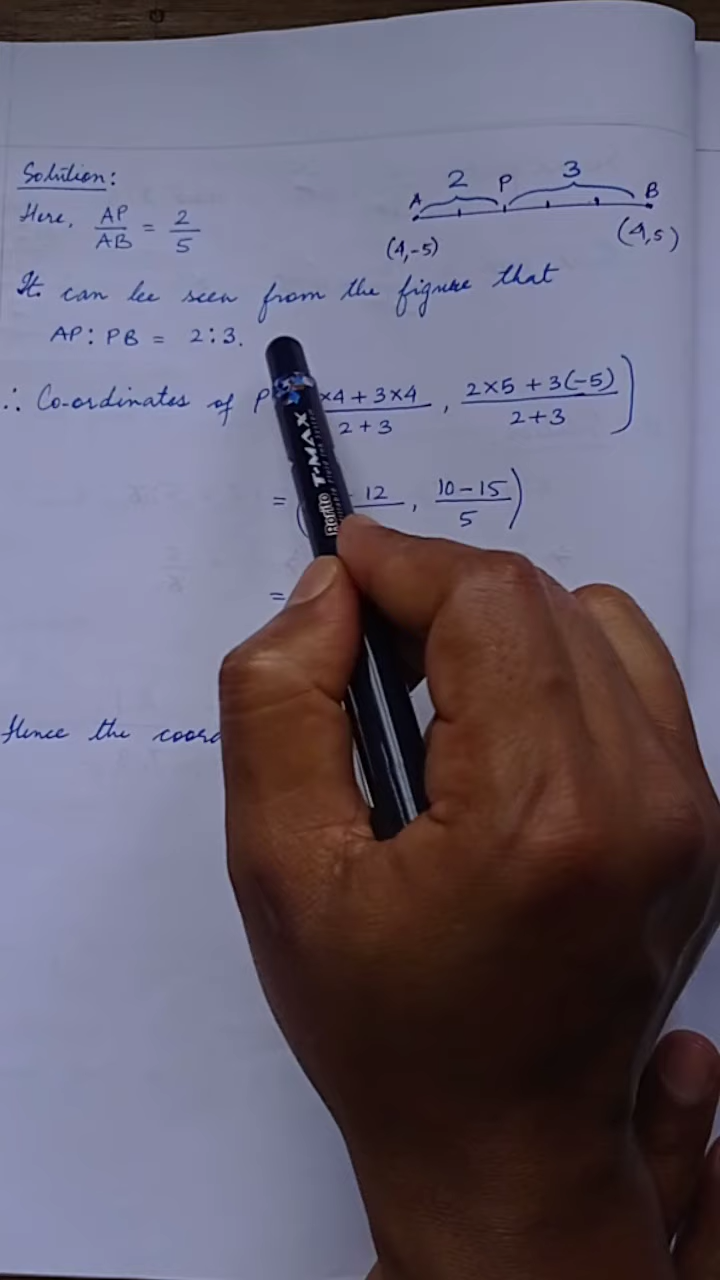 Solution:
2 P 3
A B
Here, AP/AB = 2/5
(4,-5) (4,5)
It can be seen from the figure that
AP : PB = 2:3.
∴ Co-ordinates of P ×4 + 3×4/2+3 , 2×5 + 3(-5)/2+3)
= ( 12 , 10-15/5)
=
Hence the
Rorito T-MAX